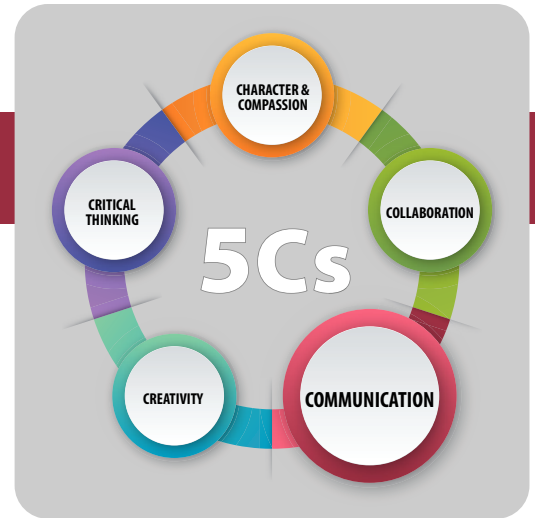 CHARACTER &
COMPASSION
CRITICAL
THINKING
COLLABORATION
5Cs
CREATIVITY
COMMUNICATION